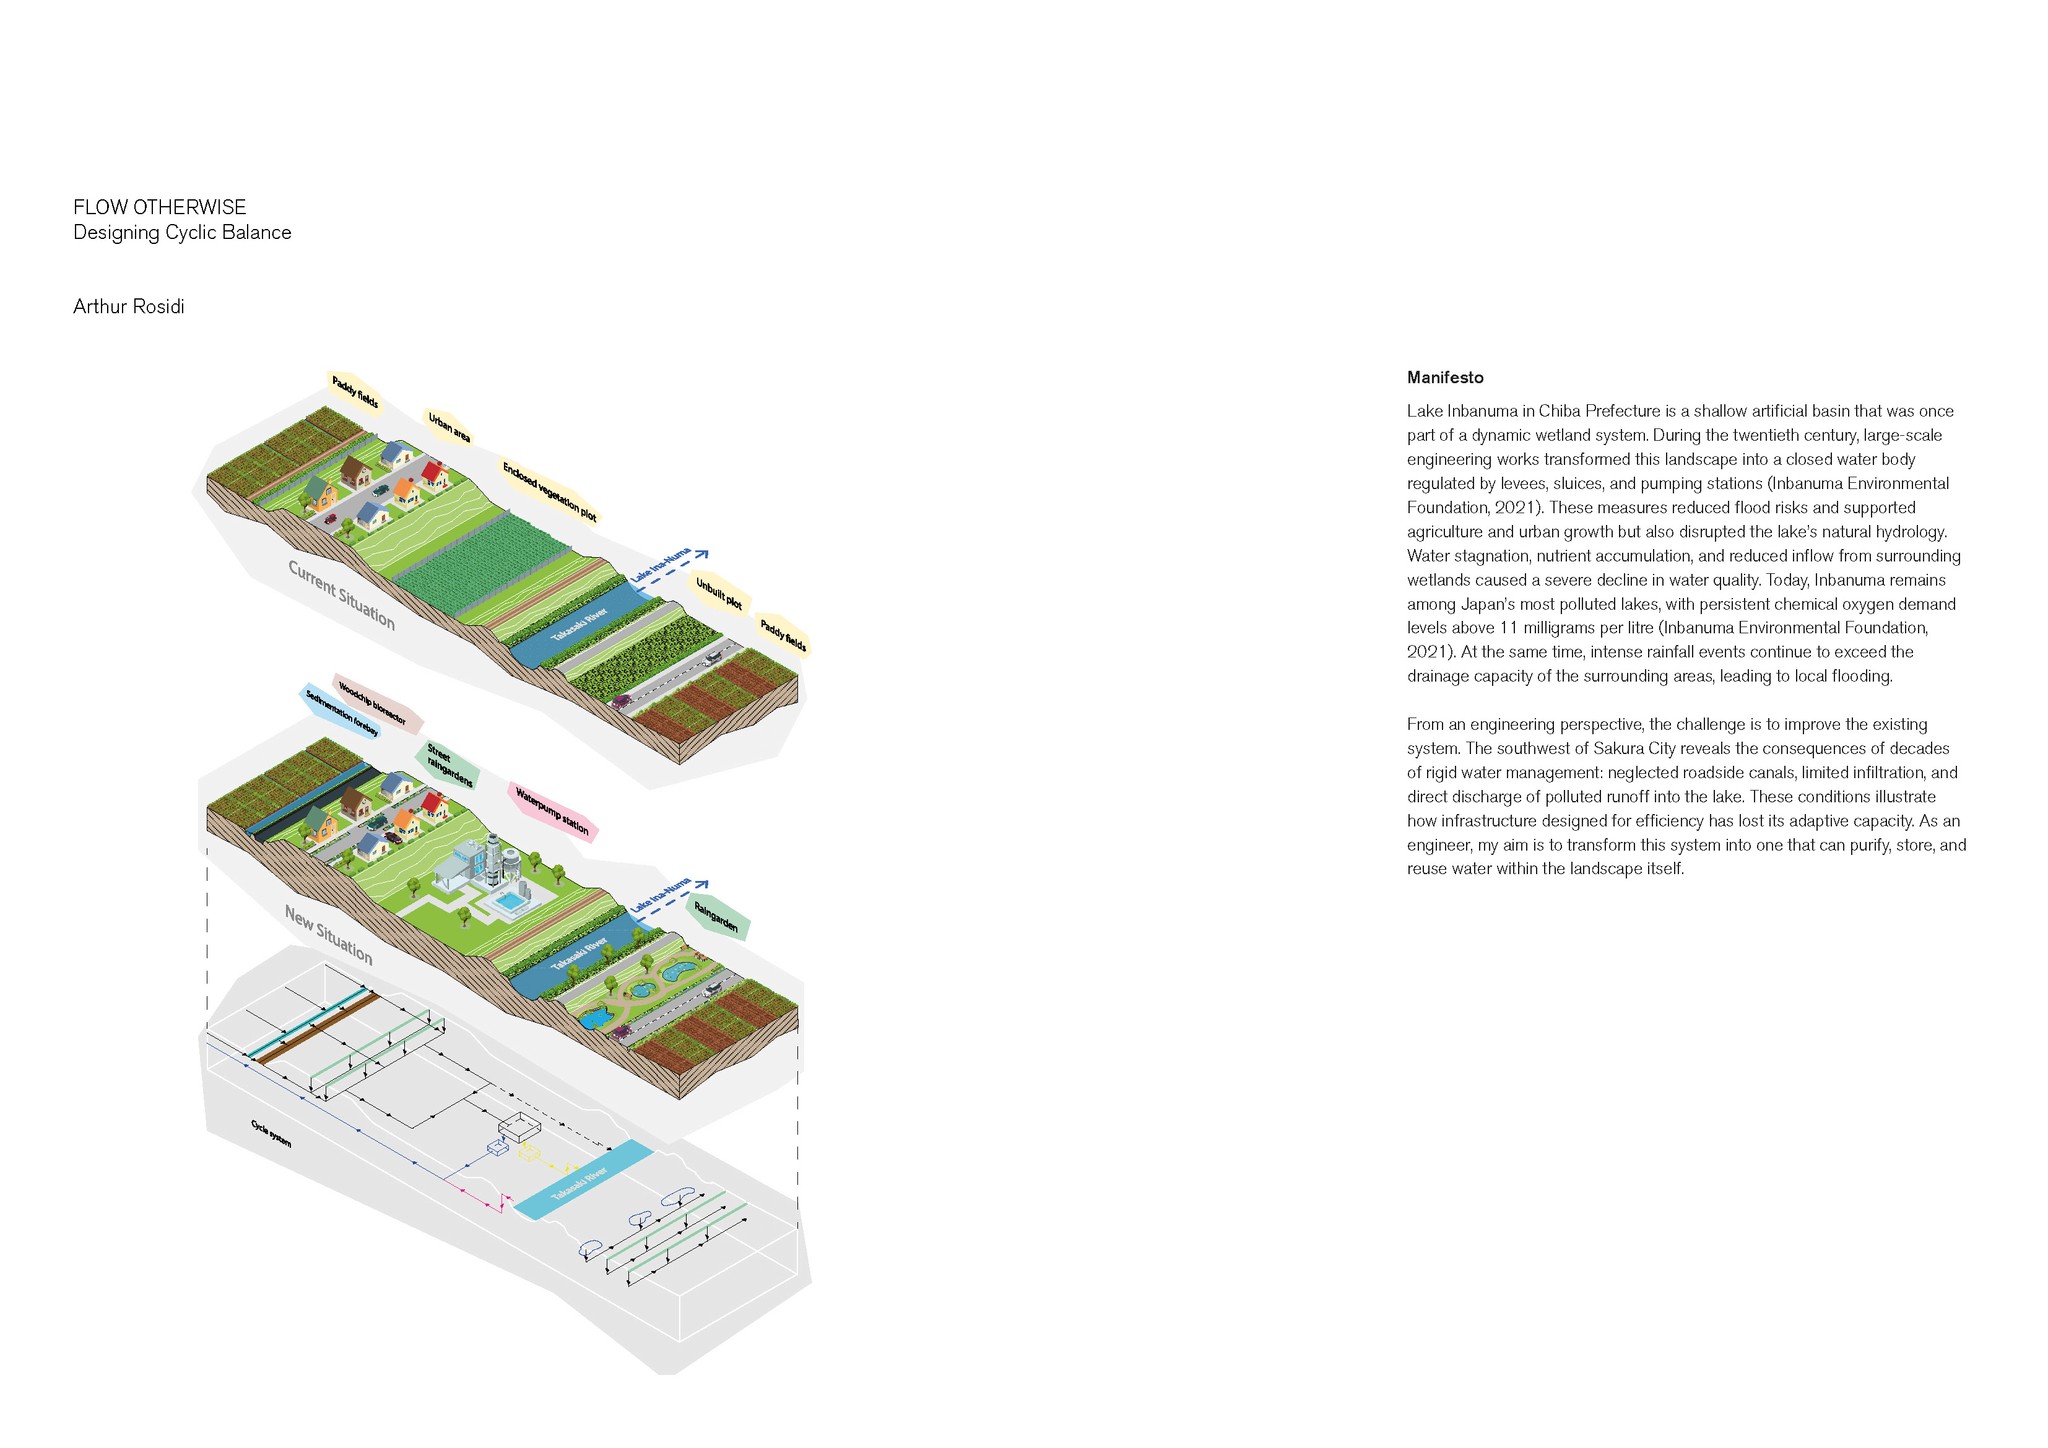 FLOW OTHERWISE
Designing Cyclic Balance
Arthur Rosidi
Paddy fields
Urban area
Enclosed vegetation plot
Lake Ina-Numa
Unbuilt plot
Paddy fields
Takasaki River
Current Situation
Woodchip bioreactor
Sedimentation forebay
Street
raingardens
Waterpump station
Lake Ina-Numa
Raingarden
Takasaki River
New Situation
Cycle system
Takasaki River
Manifesto
Lake Inbanuma in Chiba Prefecture is a shallow artificial basin that was once
part of a dynamic wetland system. During the twentieth century, large-scale
engineering works transformed this landscape into a closed water body
regulated by levees, sluices, and pumping stations (Inbanuma Environmental
Foundation, 2021). These measures reduced flood risks and supported
agriculture and urban growth but also disrupted the lake's natural hydrology.
Water stagnation, nutrient accumulation, and reduced inflow from surrounding
wetlands caused a severe decline in water quality. Today, Inbanuma remains
among Japan's most polluted lakes, with persistent chemical oxygen demand
levels above 11 milligrams per litre (Inbanuma Environmental Foundation,
2021). At the same time, intense rainfall events continue to exceed the
drainage capacity of the surrounding areas, leading to local flooding.
From an engineering perspective, the challenge is to improve the existing
system. The southwest of Sakura City reveals the consequences of decades
of rigid water management: neglected roadside canals, limited infiltration, and
direct discharge of polluted runoff into the lake. These conditions illustrate
how infrastructure designed for efficiency has lost its adaptive capacity. As an
engineer, my aim is to transform this system into one that can purify, store, and
reuse water within the landscape itself.